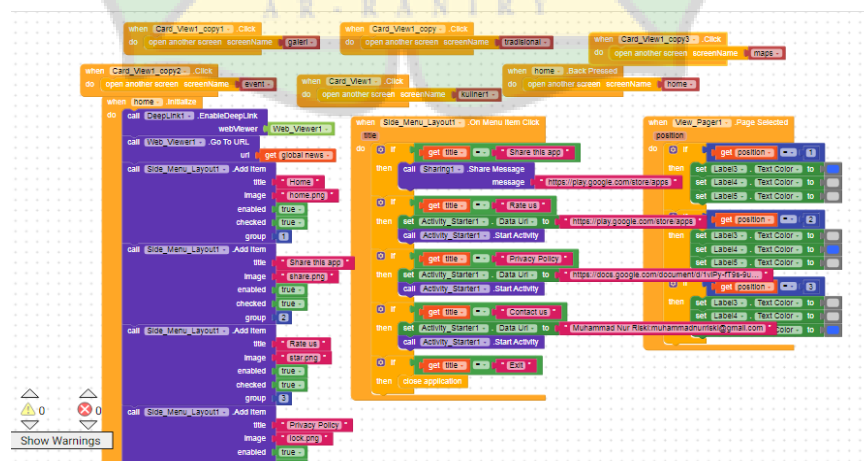 AR-RANIRY
when Card_View1_copy1 .Click
do open another screen screenName galeri
when Card_View1_copy .Click
do open another screen screenName tradisional
when Card_View1_copy3 .Click
do open another screen screenName maps
when Card_View1_copy2 .Click
do open another screen screenName event
when Card_View1 .Click
do open another screen screenName kuliner1
when home .Back Pressed
do open another screen screenName home
when home .Initialize
do call DeepLink1 .EnableDeepLink
webViewer Web_Viewer1
call Web_Viewer1 .Go To URL
url get global news
call Side_Menu_Layout1 .Add Item
title " Home "
image " home.png "
enabled true
checked true
group 1
call Side_Menu_Layout1 .Add Item
title " Share this app "
image " share.png "
enabled true
checked true
group 2
call Side_Menu_Layout1 .Add Item
title " Rate us "
image " star.png "
enabled true
checked true
group 3
call Side_Menu_Layout1 .Add Item
title " Privacy Policy "
image " lock.png "
enabled true
when Side_Menu_Layout1 .On Menu Item Click
title
do if get title = " Share this app "
then call Sharing1 .Share Message
message " https://play.google.com/store/apps "
if get title = " Rate us "
then set Activity_Starter1 . Data Uri to " https://play.google.com/store/apps "
call Activity_Starter1 .Start Activity
if get title = " Privacy Policy "
then set Activity_Starter1 . Data Uri to
call Activity_Starter1 .Start Activity
if get title = " Contact us "
then set Activity_Starter1 . Data Uri to " Muhammad Nur Riski:muhammadnurriski@gmail.com "
call Activity_Starter1 .Start Activity
if get title = " Exit "
then close application
when View_Pager1 .Page Selected
position
do if get position = 1
then set Label3 . Text Color to
set Label4 . Text Color to
set Label5 . Text Color to
if get position = 2
set Label3 . Text Color to
set Label4 . Text Color to
set Label5 . Text Color to
if get position = 3
then set Label3 . Text Color to
set Label4 . Text Color to
Color to
0
0
Show Warnings